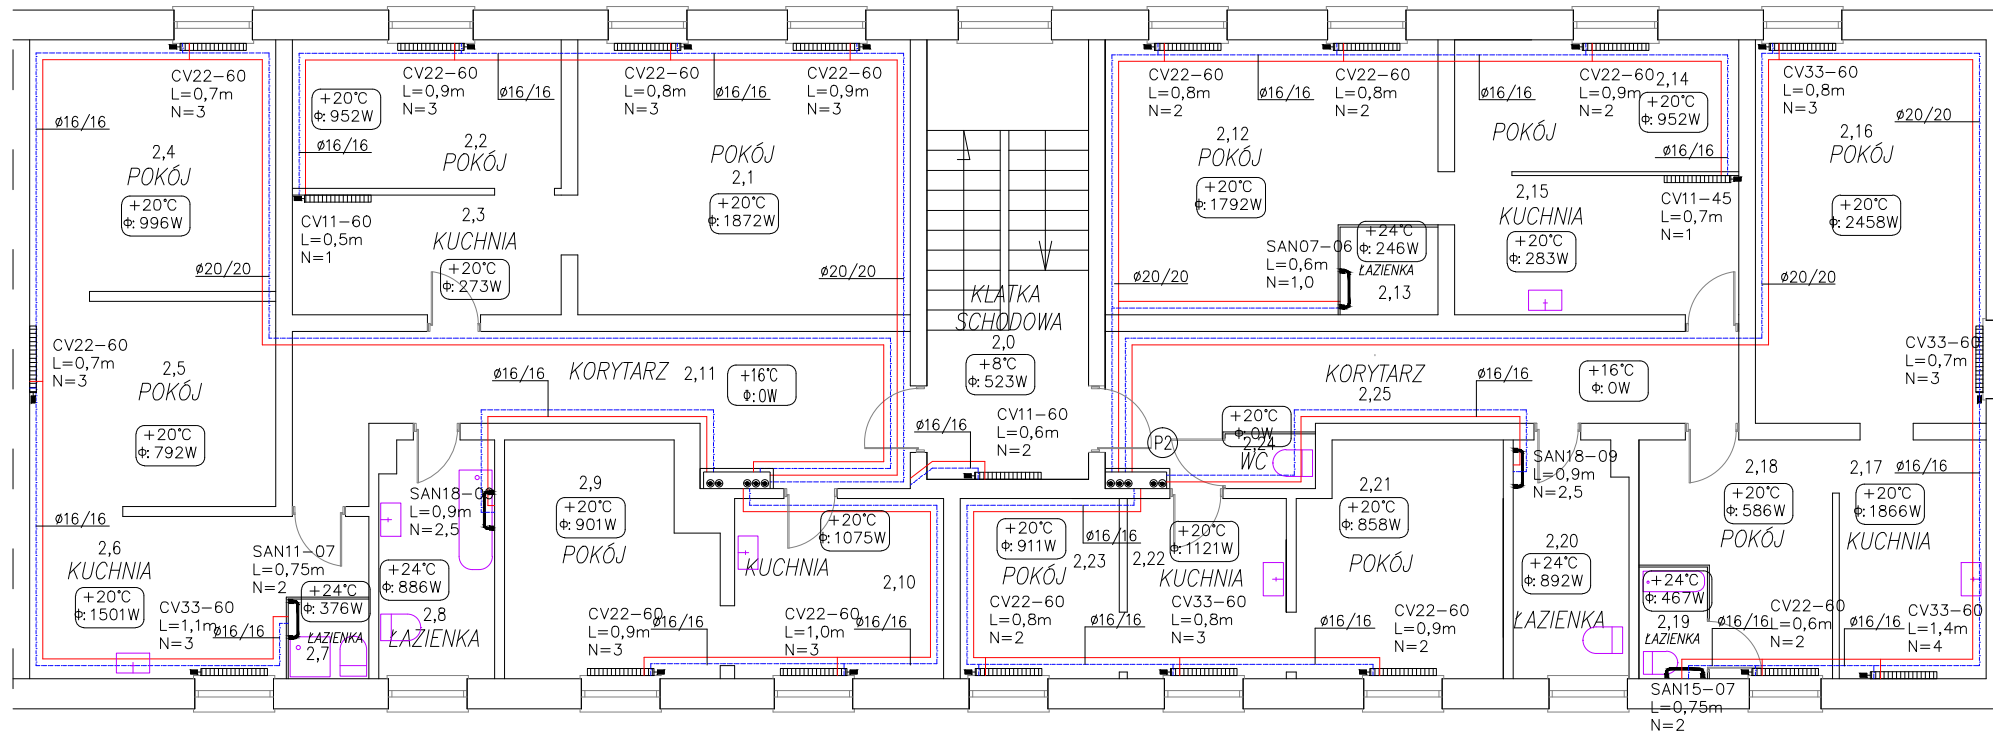 CV22-60
L=0,7m
N=3
ø16/16
2,4
POKÓJ
+20°C
Φ:996W
ø20/20
+20°C
Φ:952W
CV22-60
L=0,9m
N=3
ø16/16
ø16/16
2,2
POKÓJ
CV11-60
L=0,5m
N=1
2,3
KUCHNIA
+20°C
Φ:273W
CV22-60
L=0,8m
N=3
ø16/16
CV22-60
L=0,9m
N=3
POKÓJ
2,1
+20°C
Φ:1872W
ø20/20
KLATKA
SCHODOWA
2,0
+8°C
Φ:523W
CV11-60
L=0,6m
N=2
ø16/16
CV22-60
L=0,8m
N=2
ø16/16
CV22-60
L=0,8m
N=2
2,12
POKÓJ
+20°C
Φ:1792W
ø20/20
SAN07-06
L=0,6m
N=1,0
+24°C
Φ:246W
ŁAZIENKA
2,13
ø16/16
CV22-60
L=0,9m
N=2
2,14
+20°C
Φ:952W
POKÓJ
ø16/16
2,15
KUCHNIA
+20°C
Φ:283W
CV11-45
L=0,7m
N=1
CV33-60
L=0,8m
N=3
ø20/20
2,16
POKÓJ
+20°C
Φ:2458W
ø20/20
CV33-60
L=0,7m
N=3
CV22-60
L=0,7m
N=3
2,5
POKÓJ
+20°C
Φ:792W
ø16/16
KORYTARZ 2,11
+16°C
Φ:0W
ø16/16
KORYTARZ
2,25
+16°C
Φ:0W
ø16/16
+20°C
Φ:0W
2,24
WC
P2
2,6
KUCHNIA
+20°C
Φ:1501W
CV33-60
L=1,1m
N=3
ø16/16
SAN11-07
L=0,75m
N=2
+24°C
Φ:376W
ŁAZIENKA
2,7
SAN18-09
L=0,9m
N=2,5
+24°C
Φ:886W
2,8
ŁAZIENKA
2,9
+20°C
Φ:901W
POKÓJ
CV22-60
L=0,9m
N=3
ø16/16
+20°C
Φ:1075W
KUCHNIA
2,10
CV22-60
L=1,0m
N=3
ø16/16
+20°C
Φ:911W
POKÓJ
2,23
ø16/16
CV22-60
L=0,8m
N=2
ø16/16
2,22
+20°C
Φ:1121W
KUCHNIA
CV33-60
L=0,8m
N=3
ø16/16
2,21
+20°C
Φ:858W
POKÓJ
CV22-60
L=0,9m
N=2
SAN18-09
L=0,9m
N=2,5
2,20
+24°C
Φ:892W
ŁAZIENKA
2,18
+20°C
Φ:586W
POKÓJ
+24°C
Φ:467W
2,19
ŁAZIENKA
ø16/16
CV22-60
L=0,6m
N=2
SAN15-07
L=0,75m
N=2
2,17
ø16/16
+20°C
Φ:1866W
KUCHNIA
ø16/16
CV33-60
L=1,4m
N=4